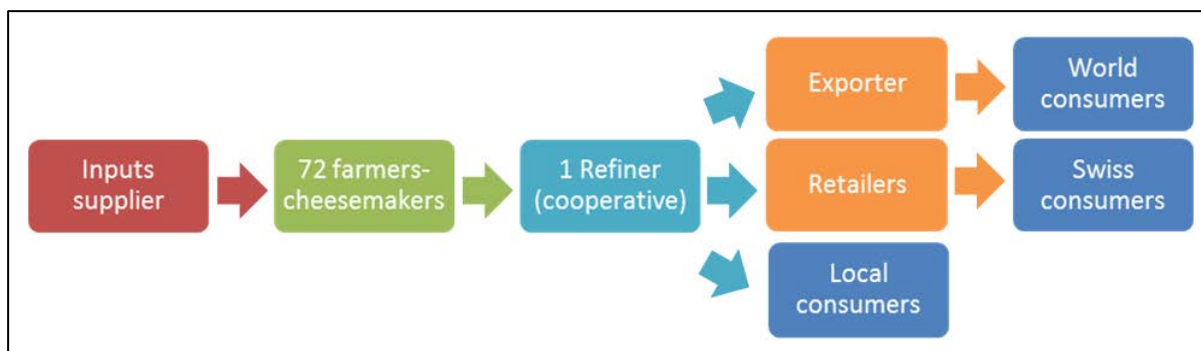 Inputs
supplier
72 farmers-
cheesemakers
1 Refiner
(cooperative)
Exporter
World
consumers
Retailers
Swiss
consumers
Local
consumers